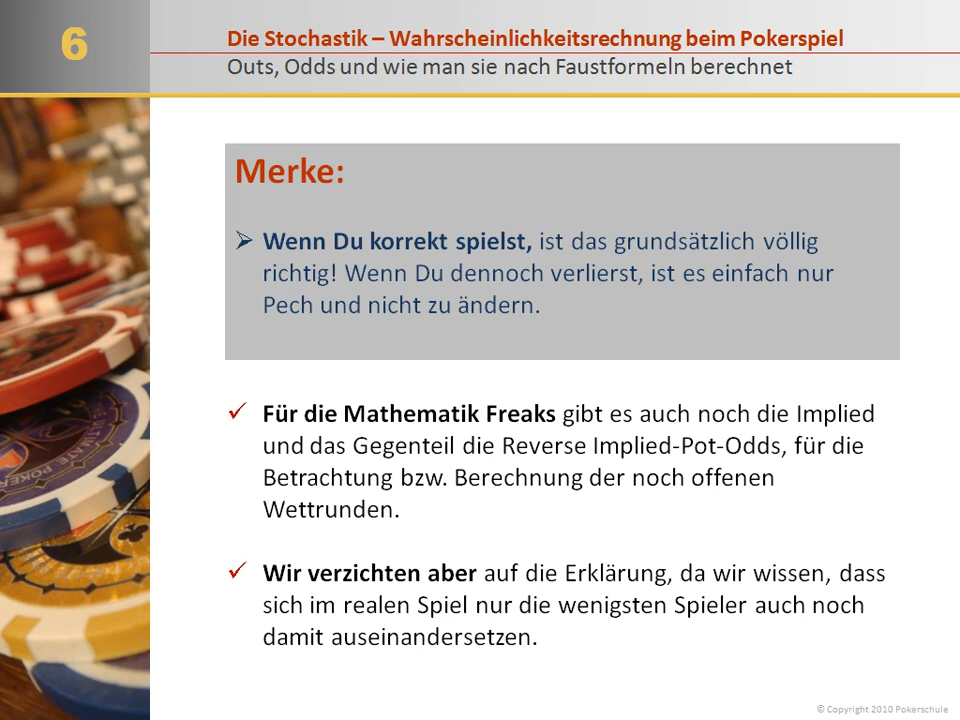 6
Die Stochastik – Wahrscheinlichkeitsrechnung beim Pokerspiel
Outs, Odds und wie man sie nach Faustformeln berechnet
Merke:
➢ Wenn Du korrekt spielst, ist das grundsätzlich völlig
richtig! Wenn Du dennoch verlierst, ist es einfach nur
Pech und nicht zu ändern.
✓ Für die Mathematik Freaks gibt es auch noch die Implied
und das Gegenteil die Reverse Implied-Pot-Odds, für die
Betrachtung bzw. Berechnung der noch offenen
Wettrunden.
✓ Wir verzichten aber auf die Erklärung, da wir wissen, dass
sich im realen Spiel nur die wenigsten Spieler auch noch
damit auseinandersetzen.
© Copyright 2010 Pokerschule